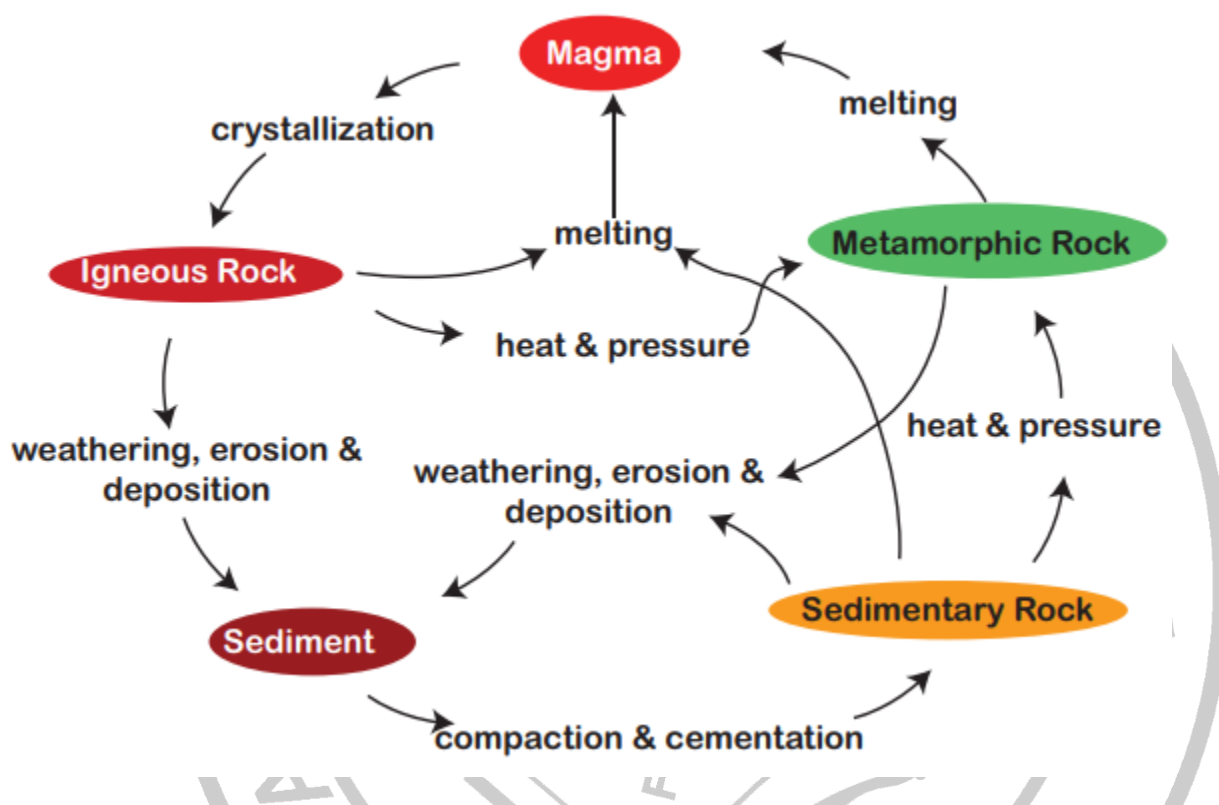 Magma
melting
crystallization
melting
Igneous Rock
Metamorphic Rock
heat & pressure
heat & pressure
weathering, erosion &
deposition
weathering, erosion &
deposition
Sediment
Sedimentary Rock
compaction & cementation